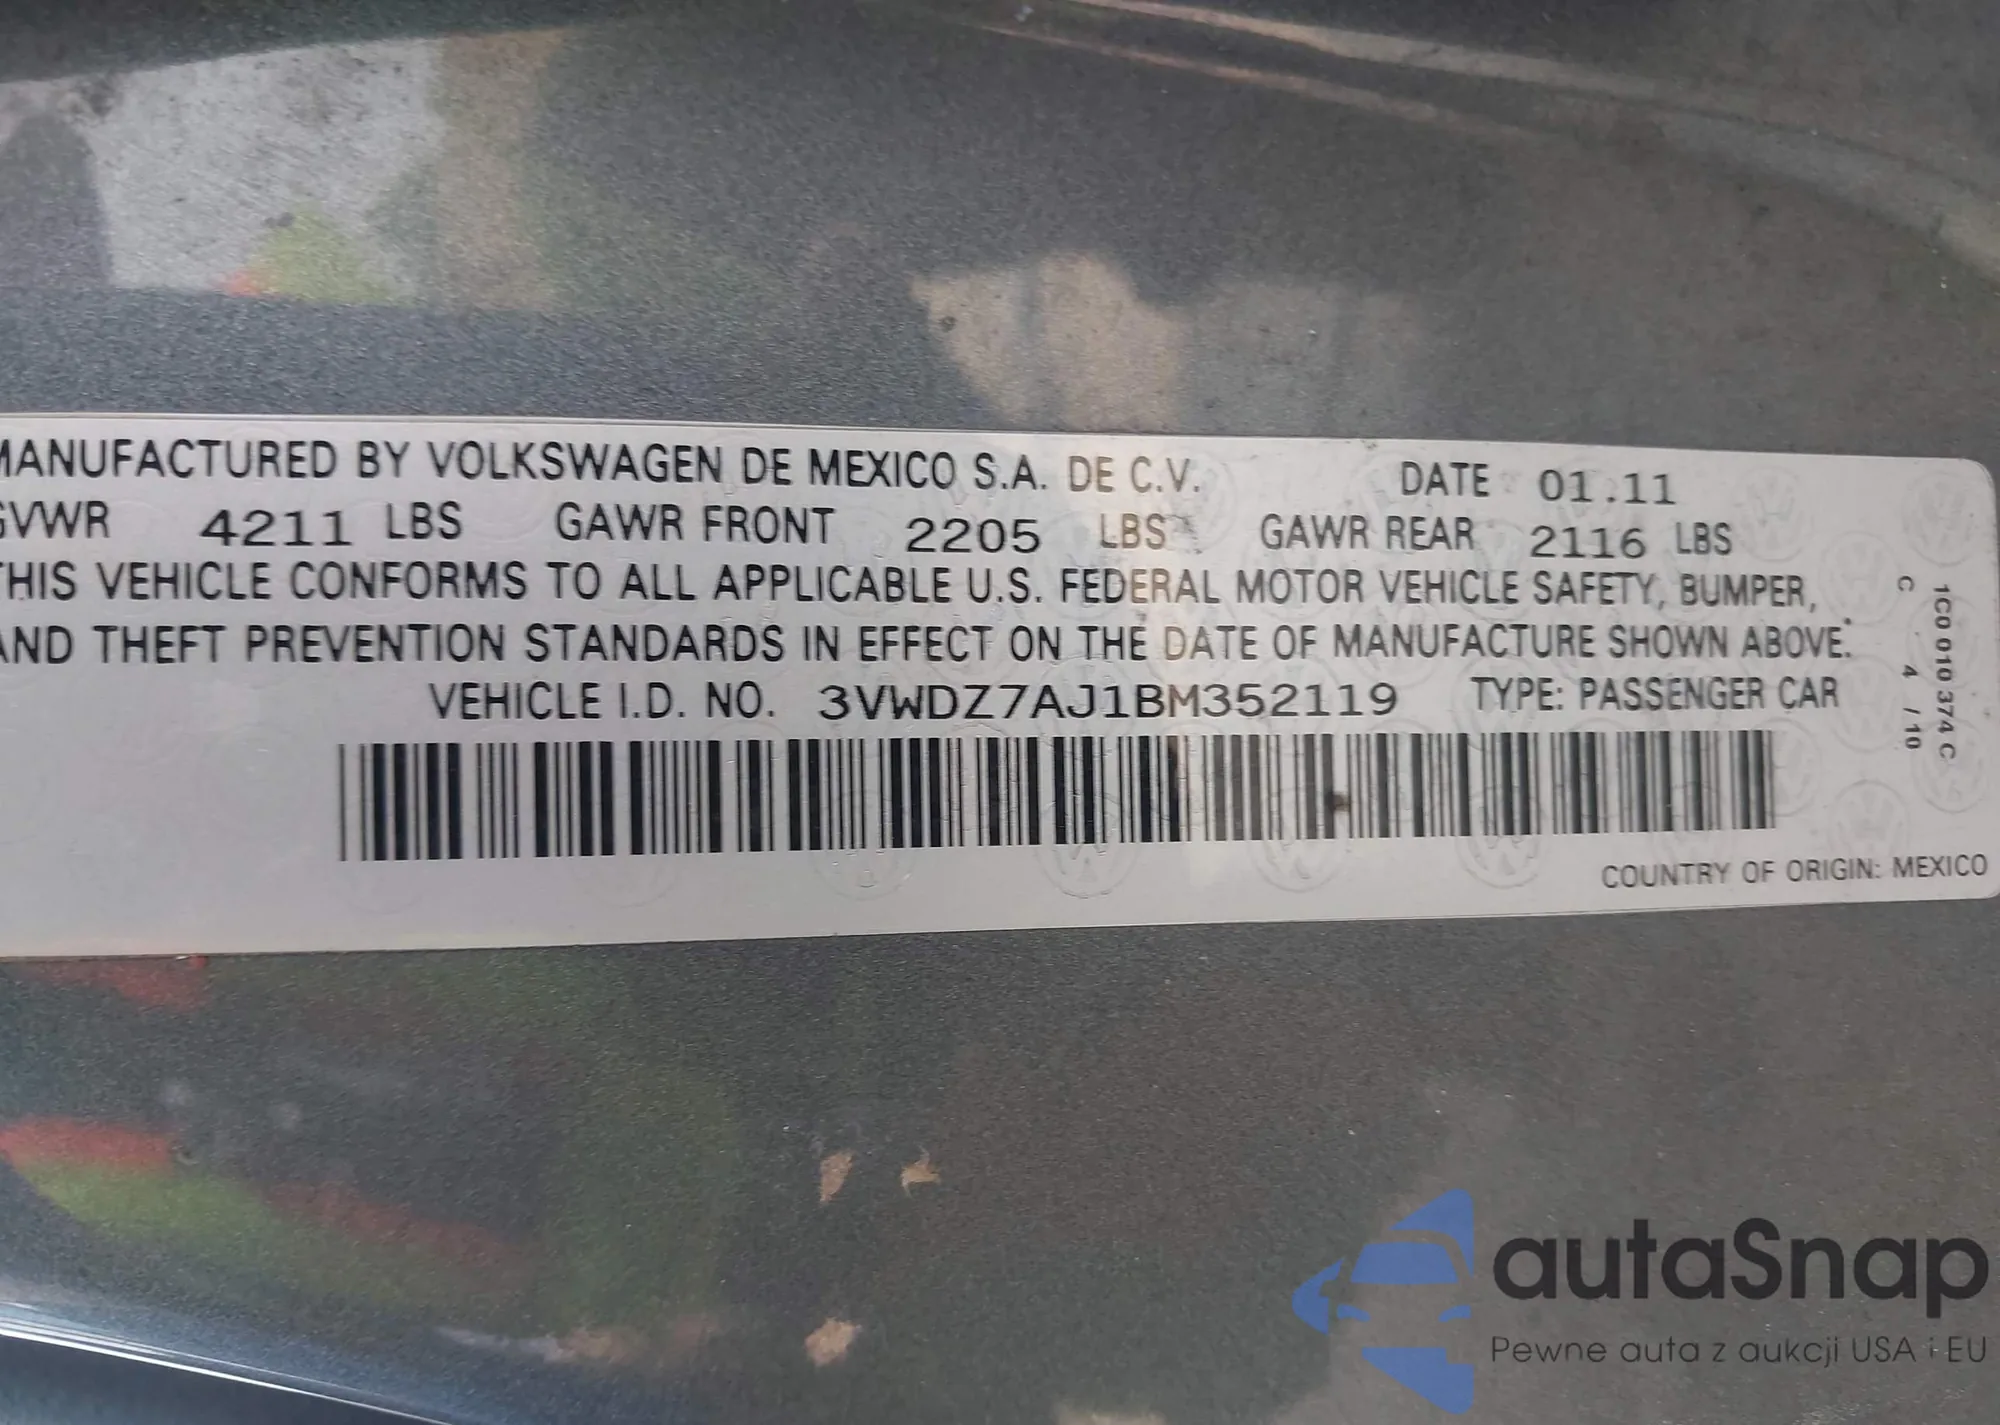 MANUFACTURED BY VOLKSWAGEN DE MEXICO S.A. DE C.V. DATE 01.11
GVWR 4211 LBS GAWR FRONT 2205 LBS GAWR REAR 2116 LBS
THIS VEHICLE CONFORMS TO ALL APPLICABLE U.S. FEDERAL MOTOR VEHICLE SAFETY, BUMPER,
AND THEFT PREVENTION STANDARDS IN EFFECT ON THE DATE OF MANUFACTURE SHOWN ABOVE.
VEHICLE I.D. NO. 3VWDZ7AJ1BM352119 TYPE: PASSENGER CAR
1C0 010 374 C
C 4 / 10
COUNTRY OF ORIGIN: MEXICO
autaSnap
Pewne auta z aukcji USA i EU